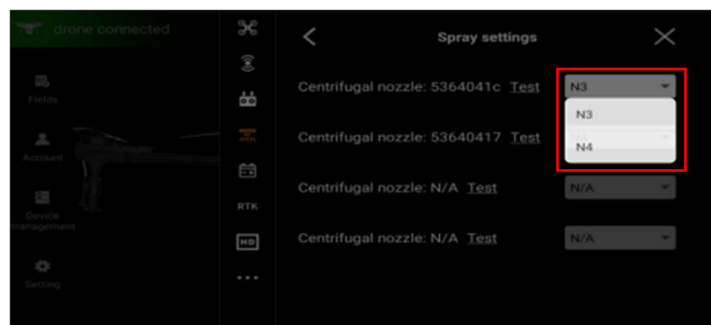 drone connected
Spray settings
Fields
Centrifugal nozzle: 5364041c Test N3
N3
Account
Centrifugal nozzle: 53640417 Test
N4
Device
management
RTK
Centrifugal nozzle: N/A Test N/A
HD
Centrifugal nozzle: N/A Test N/A
Setting